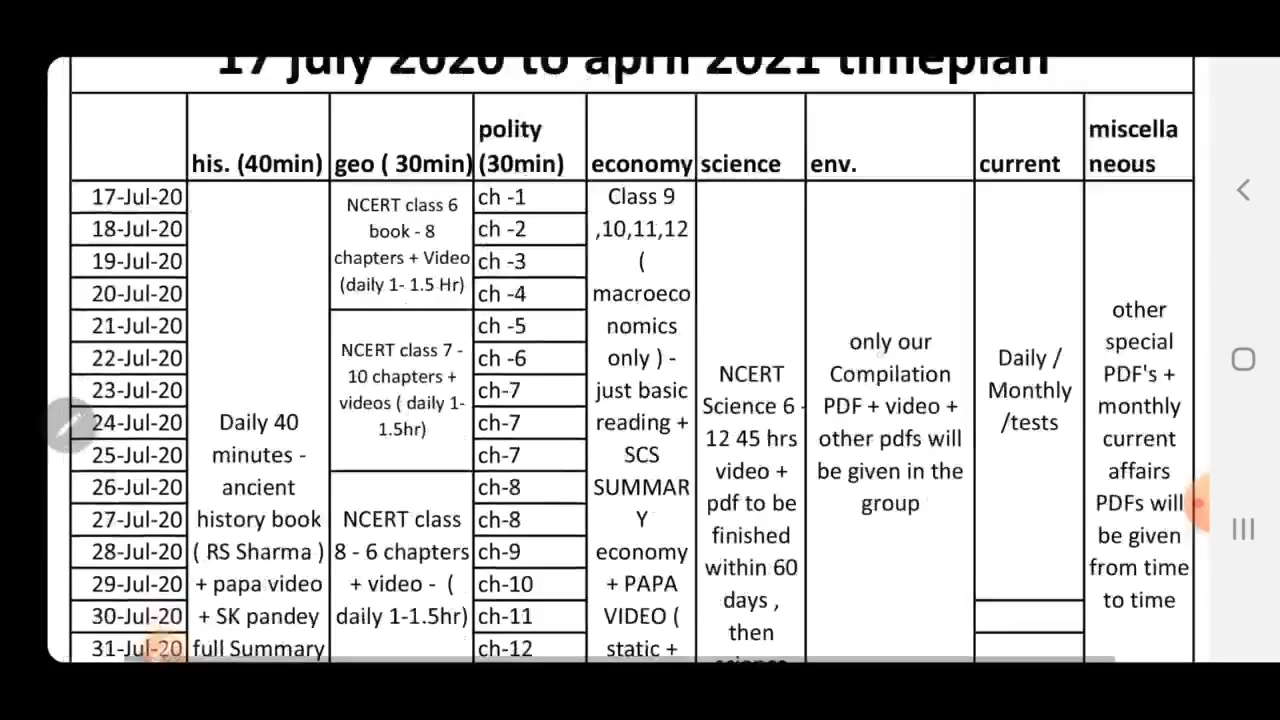 17 july 2020 to april 2021 timeplan
his. (40min)
geo ( 30min)
polity
(30min)
economy
science
env.
current
miscella
neous
17-Jul-20
18-Jul-20
19-Jul-20
20-Jul-20
21-Jul-20
22-Jul-20
23-Jul-20
24-Jul-20
25-Jul-20
26-Jul-20
27-Jul-20
28-Jul-20
29-Jul-20
30-Jul-20
31-Jul-20
Daily 40
minutes -
ancient
history book
( RS Sharma )
+ papa video
+ SK pandey
full Summary
NCERT class 6
book - 8
chapters + Video
(daily 1- 1.5 Hr)
NCERT class 7 -
10 chapters +
videos ( daily 1-
1.5hr)
NCERT class
8 - 6 chapters
+ video - (
daily 1-1.5hr)
ch -1
ch -2
ch -3
ch -4
ch -5
ch -6
ch-7
ch-7
ch-7
ch-8
ch-8
ch-9
ch-10
ch-11
ch-12
Class 9
,10,11,12
(
macroeco
nomics
only ) -
just basic
reading +
SCS
SUMMAR
Y
economy
+ PAPA
VIDEO (
static +
NCERT
Science 6 -
12 45 hrs
video +
pdf to be
finished
within 60
days ,
then
science
only our
Compilation
PDF + video +
other pdfs will
be given in the
group
Daily /
Monthly
/tests
other
special
PDF's +
monthly
current
affairs
PDFs will
be given
from time
to time